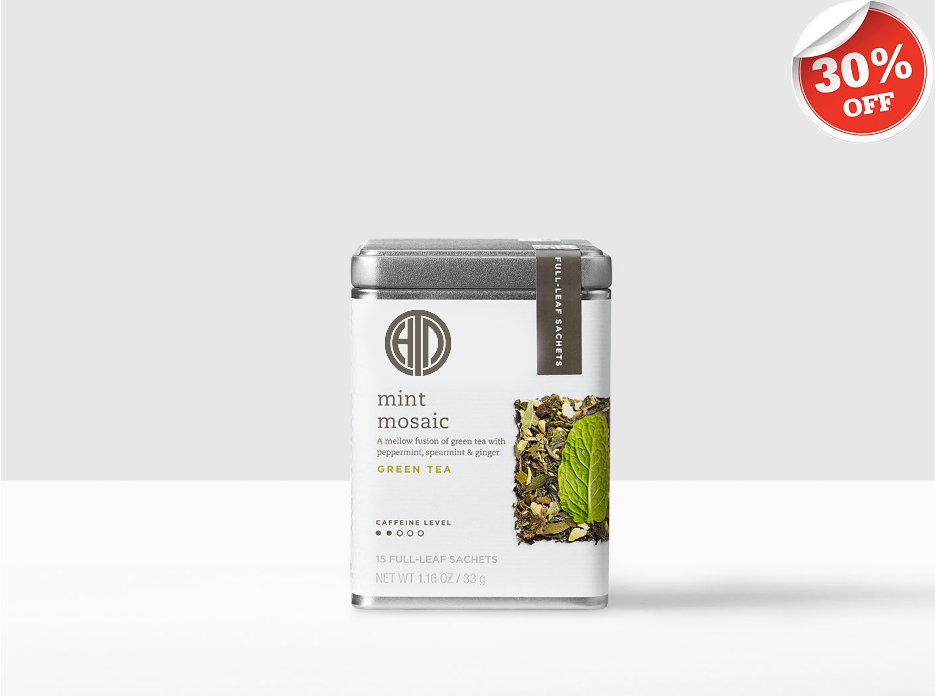 30%
OFF
FULL-LEAF SACHETS
mint
mosaic
A mellow fusion of green tea with
peppermint, spearmint & ginger.
GREEN TEA
CAFFEINE LEVEL
15 FULL-LEAF SACHETS
NET WT 1.16 OZ / 33 g